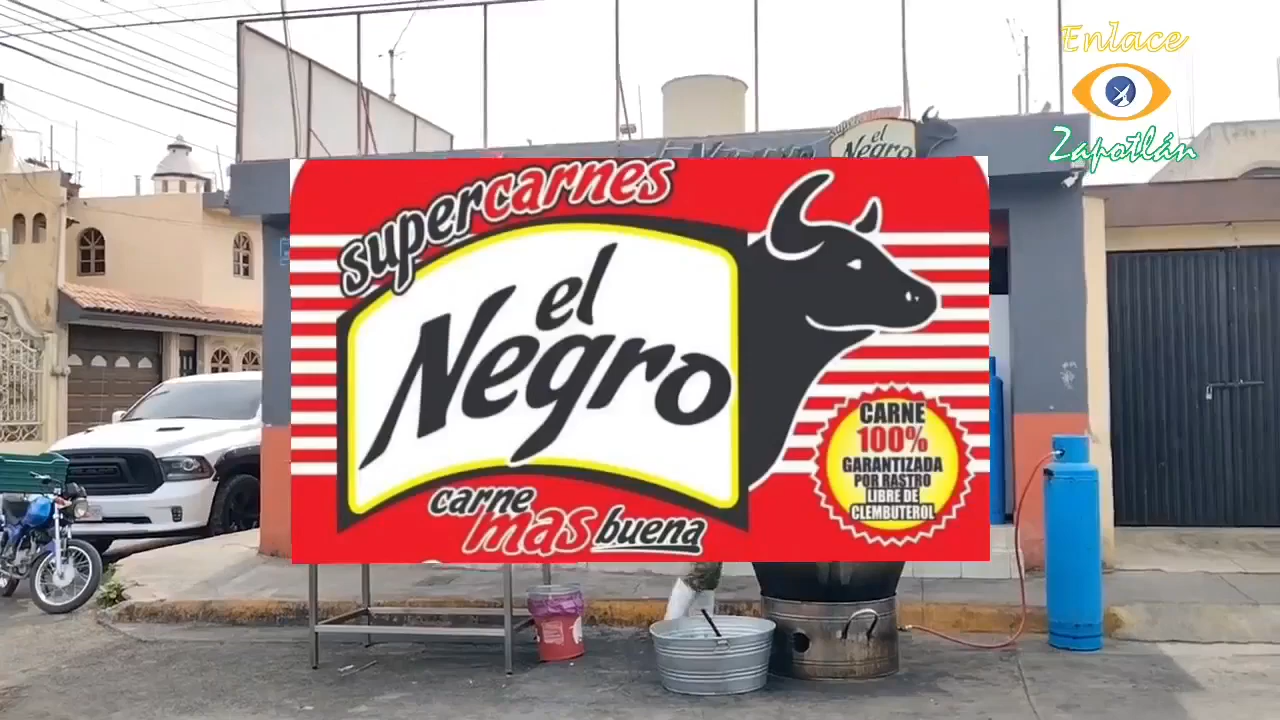 Enlace
Zapotlán
el
Negro
supercarnes
el
Negro
carne
mas buena
CARNE
100%
GARANTIZADA
POR RASTRO
LIBRE DE
CLEMBUTEROL